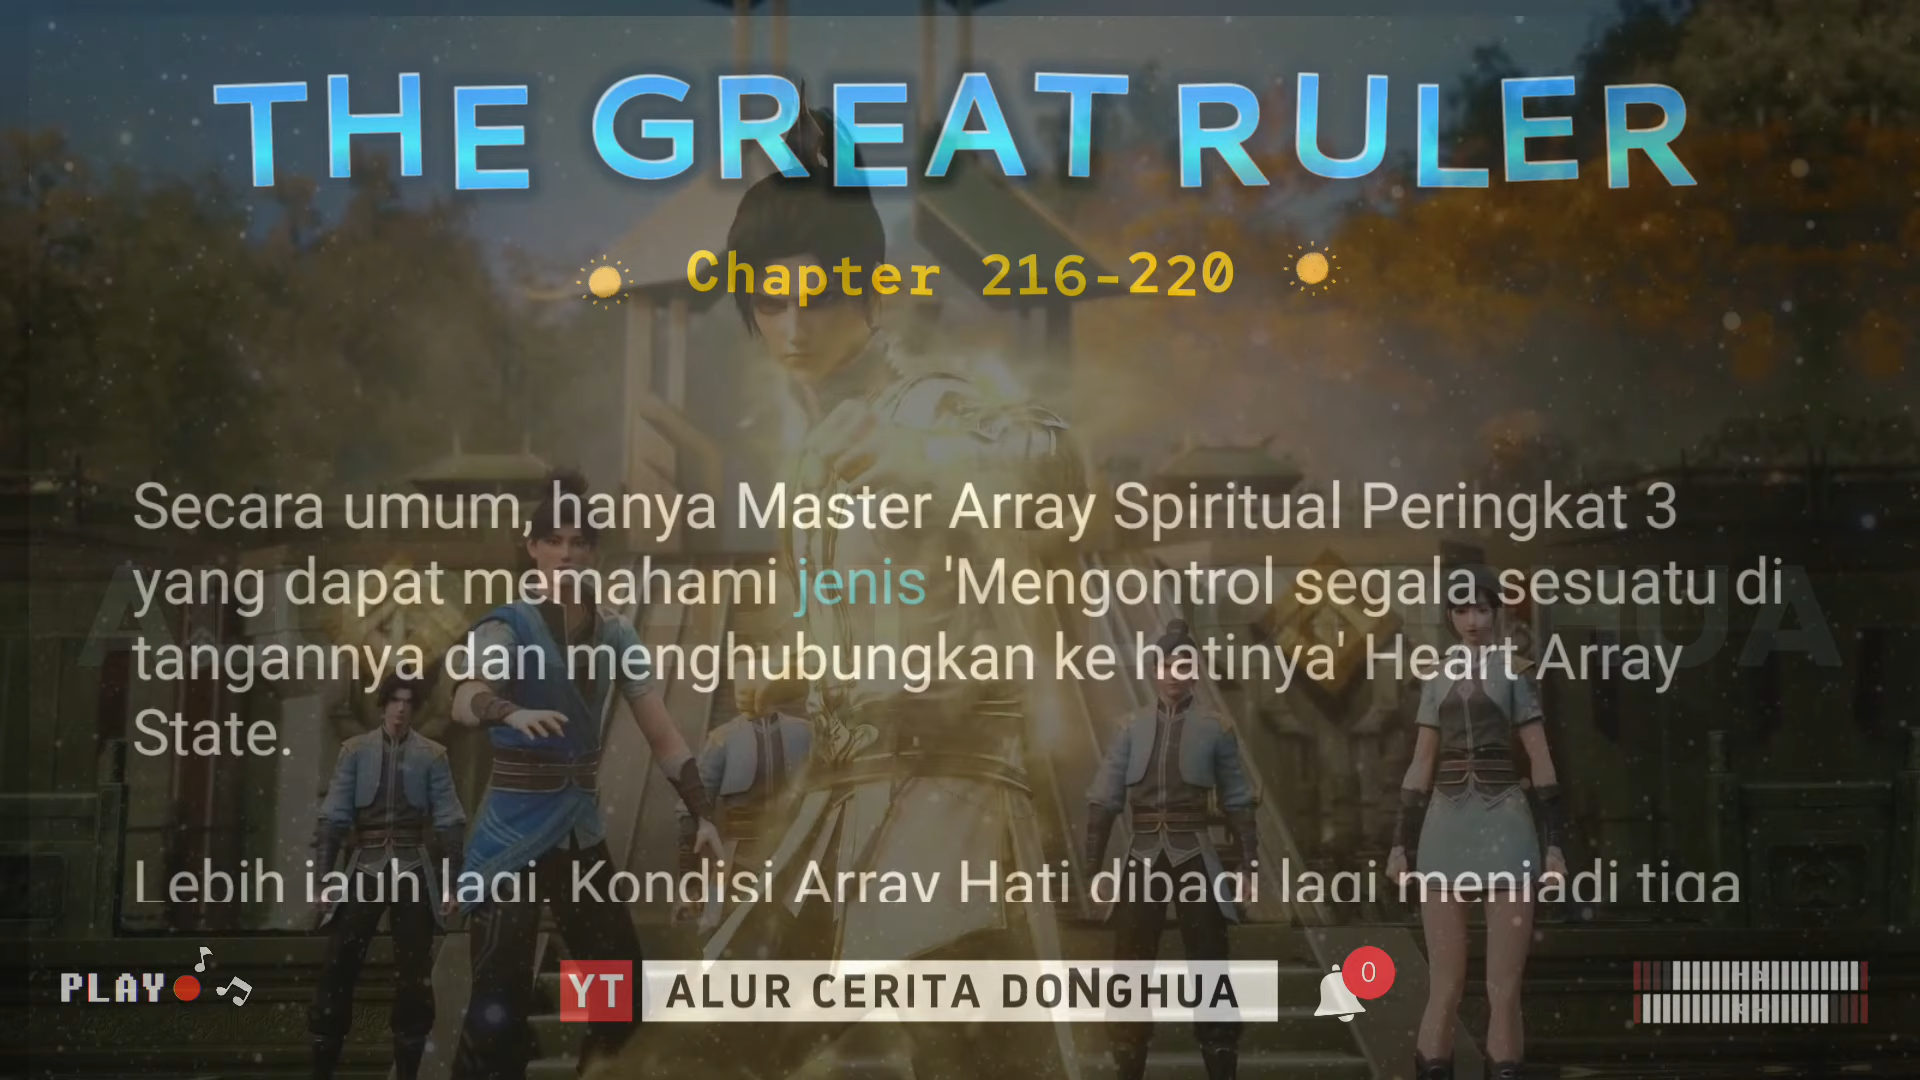 THE GREAT RULER
Chapter 216-220
Secara umum, hanya Master Array Spiritual Peringkat 3
yang dapat memahami jenis 'Mengontrol segala sesuatu di
tangannya dan menghubungkan ke hatinya' Heart Array
State.
Lebih jauh lagi, Kondisi Array Hati dibagi lagi menjadi tiga
PLAY
YT ALUR CERITA DONGHUA
0